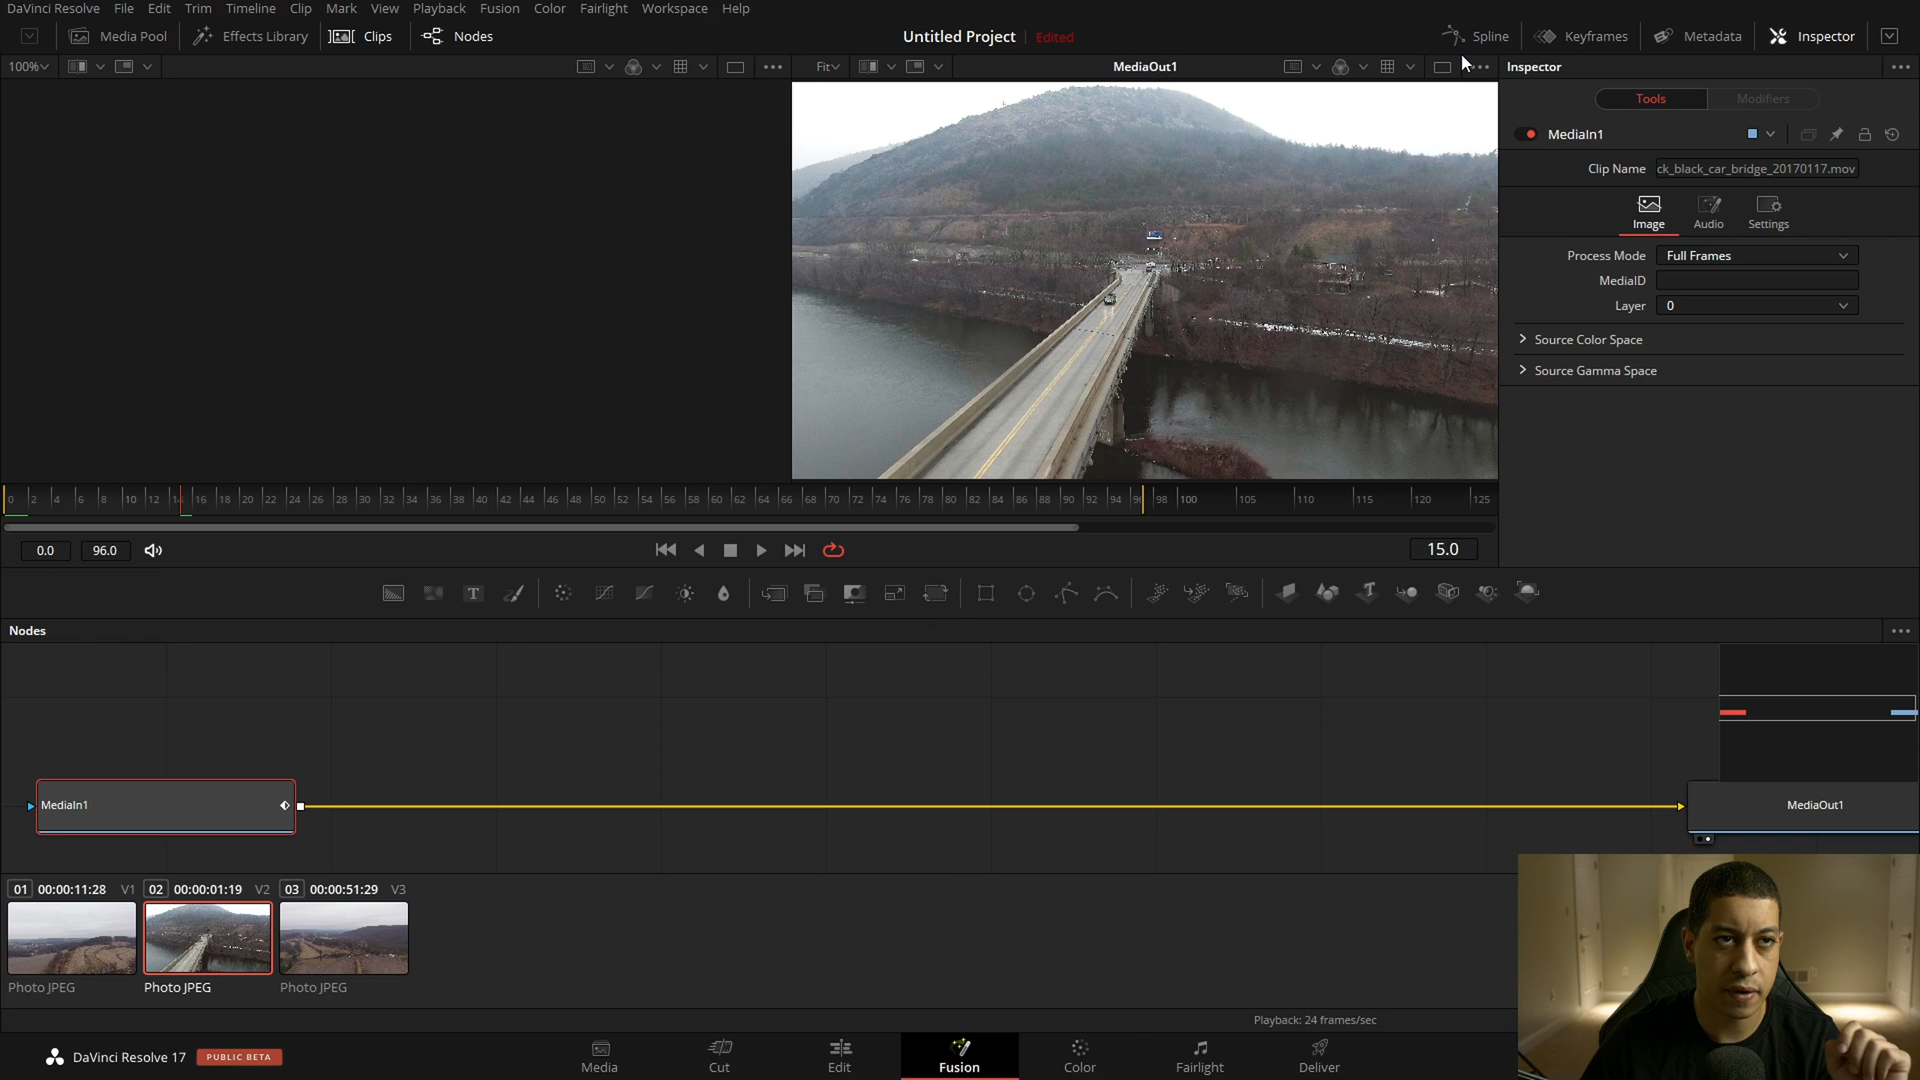 DaVinci Resolve File Edit Trim Timeline Clip Mark View Playback Fusion Color Fairlight Workspace Help
Media Pool Effects Library Clips Nodes Untitled Project Edited Spline Keyframes Metadata Inspector
100% Fit MediaOut1 Inspector
Tools Modifiers
MediaIn1
Clip Name ck_black_car_bridge_20170117.mov
Image Audio Settings
Process Mode Full Frames
MediaID
Layer 0
Source Color Space
Source Gamma Space
0 2 4 6 8 10 12 14 16 18 20 22 24 26 28 30 32 34 36 38 40 42 44 46 48 50 52 54 56 58 60 62 64 66 68 70 72 74 76 78 80 82 84 86 88 90 92 94 96 98 100 105 110 115 120 125
0.0 96.0 15.0
Nodes
MediaIn1 MediaOut1
01 00:00:11:28 V1 02 00:00:01:19 V2 03 00:00:51:29 V3
Photo JPEG Photo JPEG Photo JPEG
Playback: 24 frames/sec
DaVinci Resolve 17 PUBLIC BETA Media Cut Edit Fusion Color Fairlight Deliver